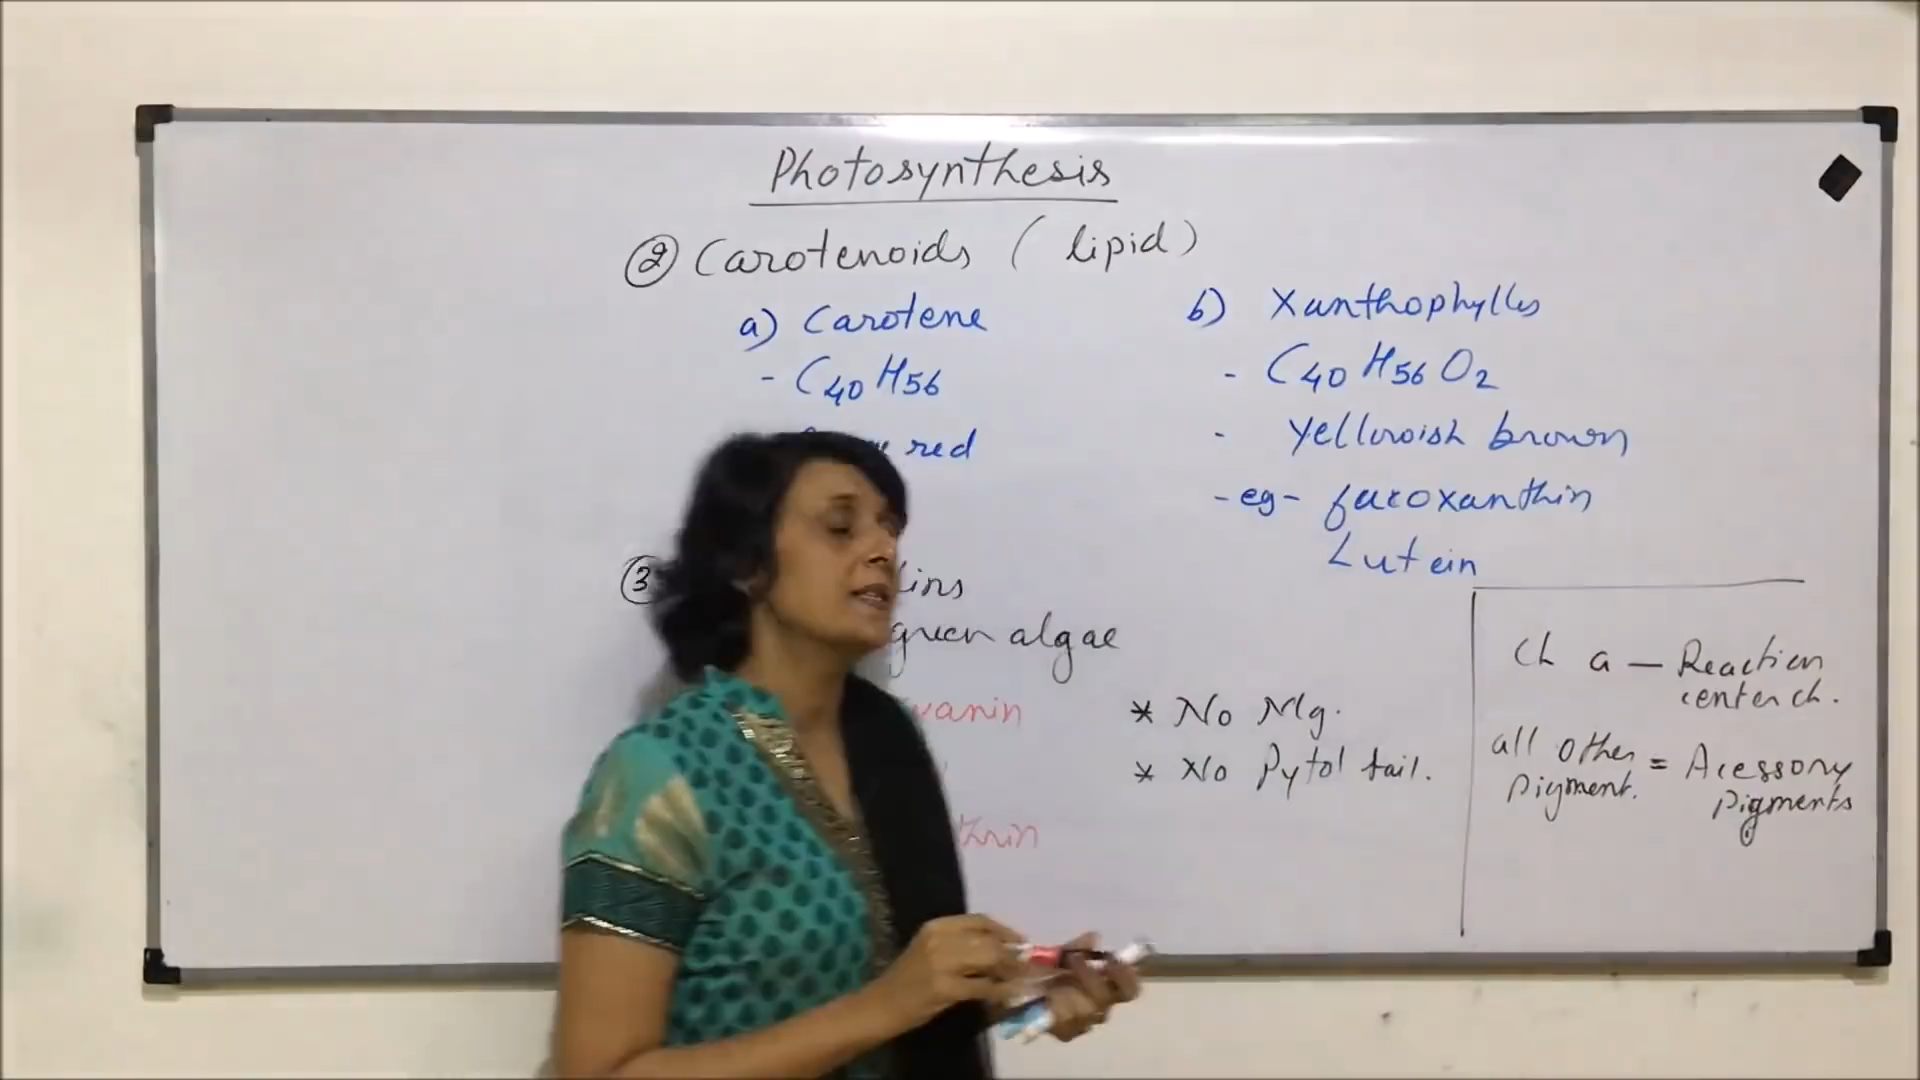 Photosynthesis
② Carotenoids (lipid)
a) Carotene
- C40 H56
red
b) Xanthophylls
- C40 H56 O2
- Yellowish brown
- eg - fucoxanthin
Lutein
③
green algae
* No Mg.
* No Pytol tail.
Ch a — Reaction
center ch.
all other pigment. = Acessory
pigments